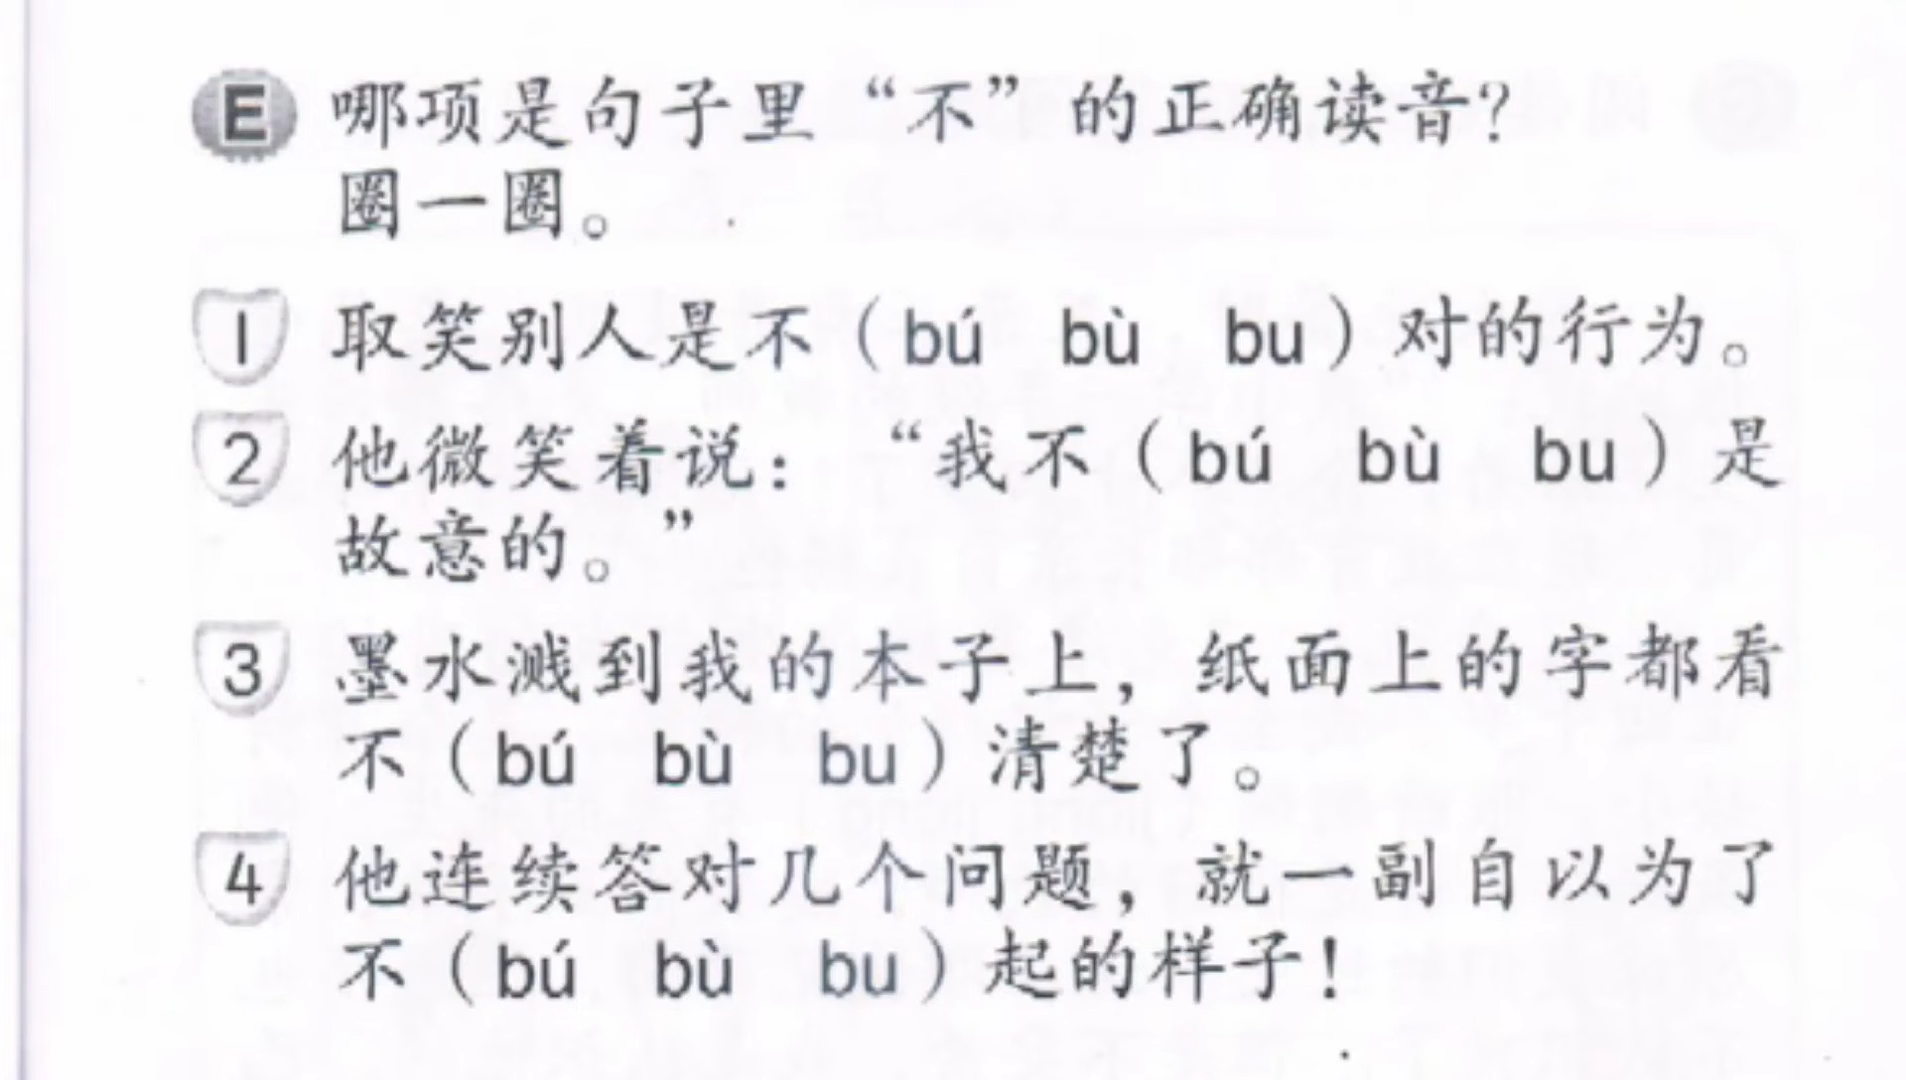 E 哪项是句子里“不”的正确读音？
圈一圈。
1 取笑别人是不（bú bù bu）对的行为。
2 他微笑着说：“我不（bú bù bu）是
故意的。”
3 墨水溅到我的本子上，纸面上的字都看
不（bú bù bu）清楚了。
4 他连续答对几个问题，就一副自以为了
不（bú bù bu）起的样子！